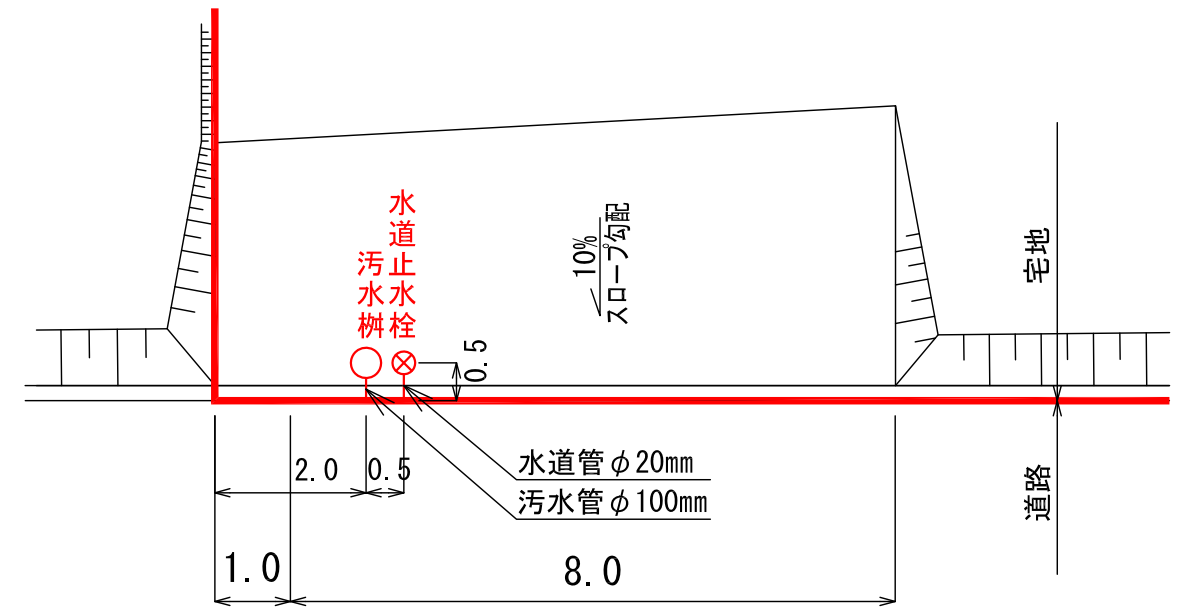 水道止水栓
汚水桝
10%
スロープ勾配
宅地
0.5
2.0
0.5
水道管φ20mm
汚水管φ100mm
道路
1.0
8.0